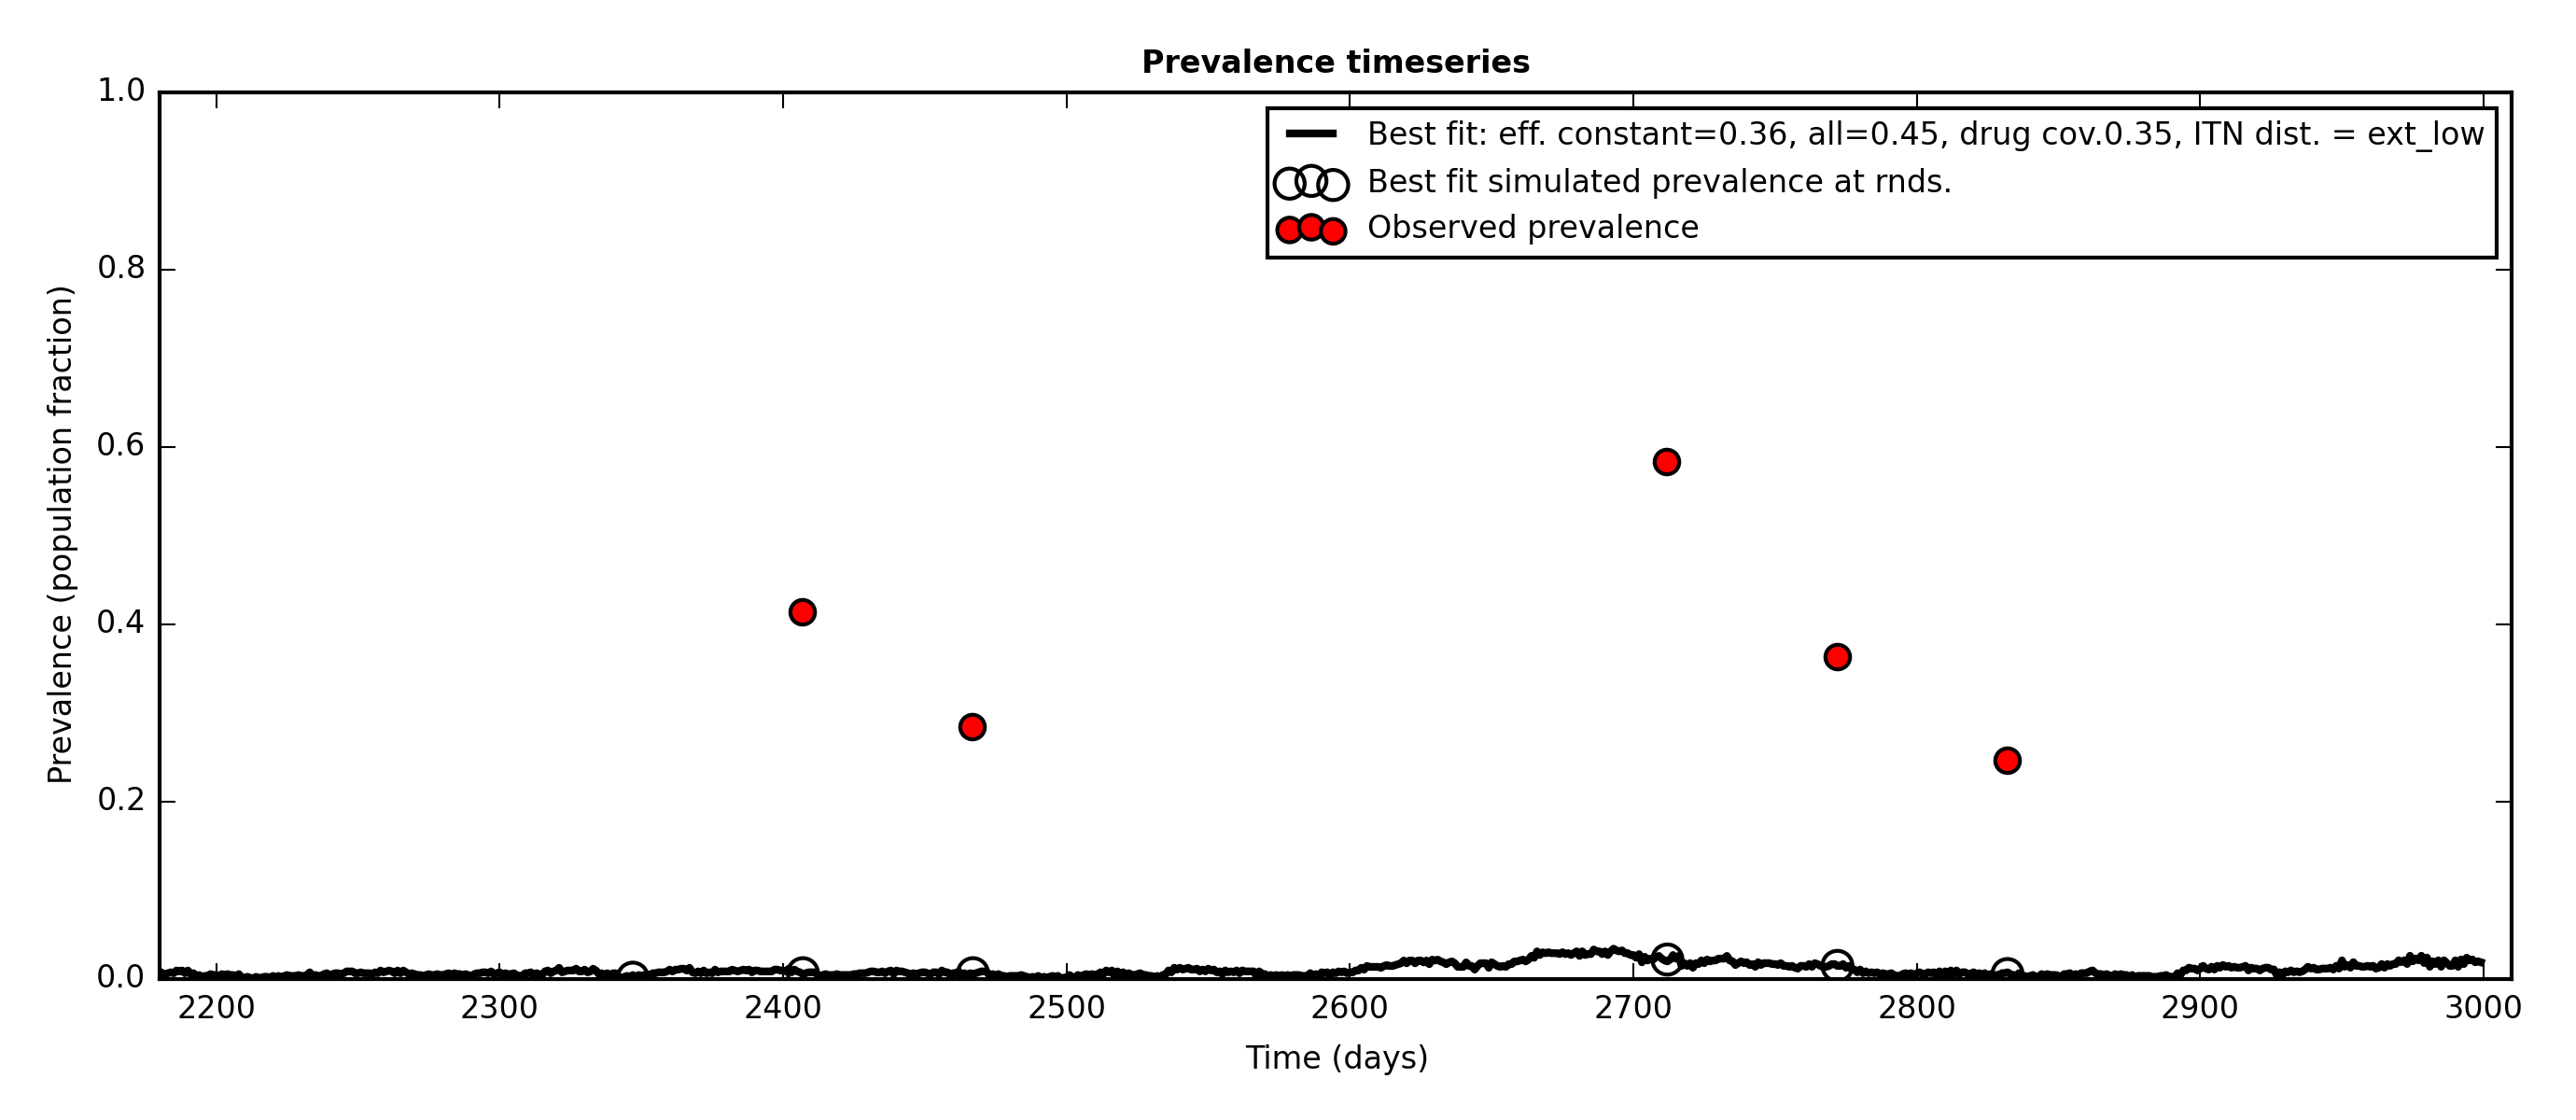 Prevalence timeseries
1.0
0.8
0.6
0.4
0.2
0.0
Prevalence (population fraction)
Best fit: eff. constant=0.36, all=0.45, drug cov.0.35, ITN dist. = ext_low
Best fit simulated prevalence at rnds.
Observed prevalence
2200 2300 2400 2500 2600 2700 2800 2900 3000
Time (days)